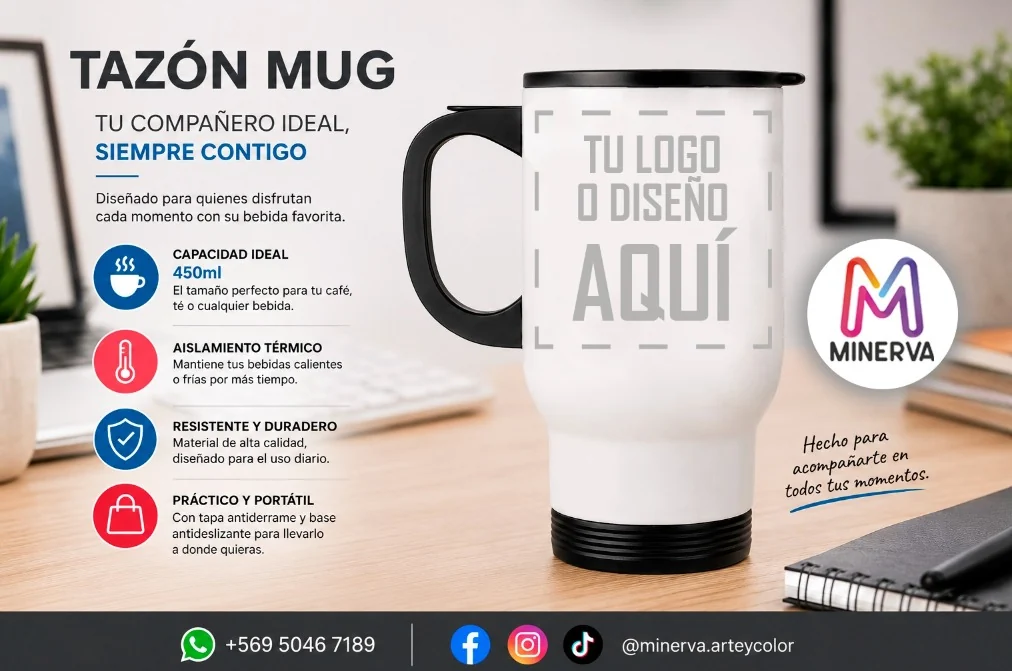 TAZÓN MUG
TU COMPAÑERO IDEAL,
SIEMPRE CONTIGO
Diseñado para quienes disfrutan
cada momento con su bebida favorita.
CAPACIDAD IDEAL
450ml
El tamaño perfecto para tu café,
té o cualquier bebida.
AISLAMIENTO TÉRMICO
Mantiene tus bebidas calientes
o frías por más tiempo.
RESISTENTE Y DURADERO
Material de alta calidad,
diseñado para el uso diario.
PRÁCTICO Y PORTÁTIL
Con tapa antiderrame y base
antideslizante para llevarlo
a donde quieras.
TU LOGO
O DISEÑO
AQUÍ
M
MINERVA
Hecho para
acompañarte en
todos tus momentos.
+569 5046 7189
@minerva.arteycolor